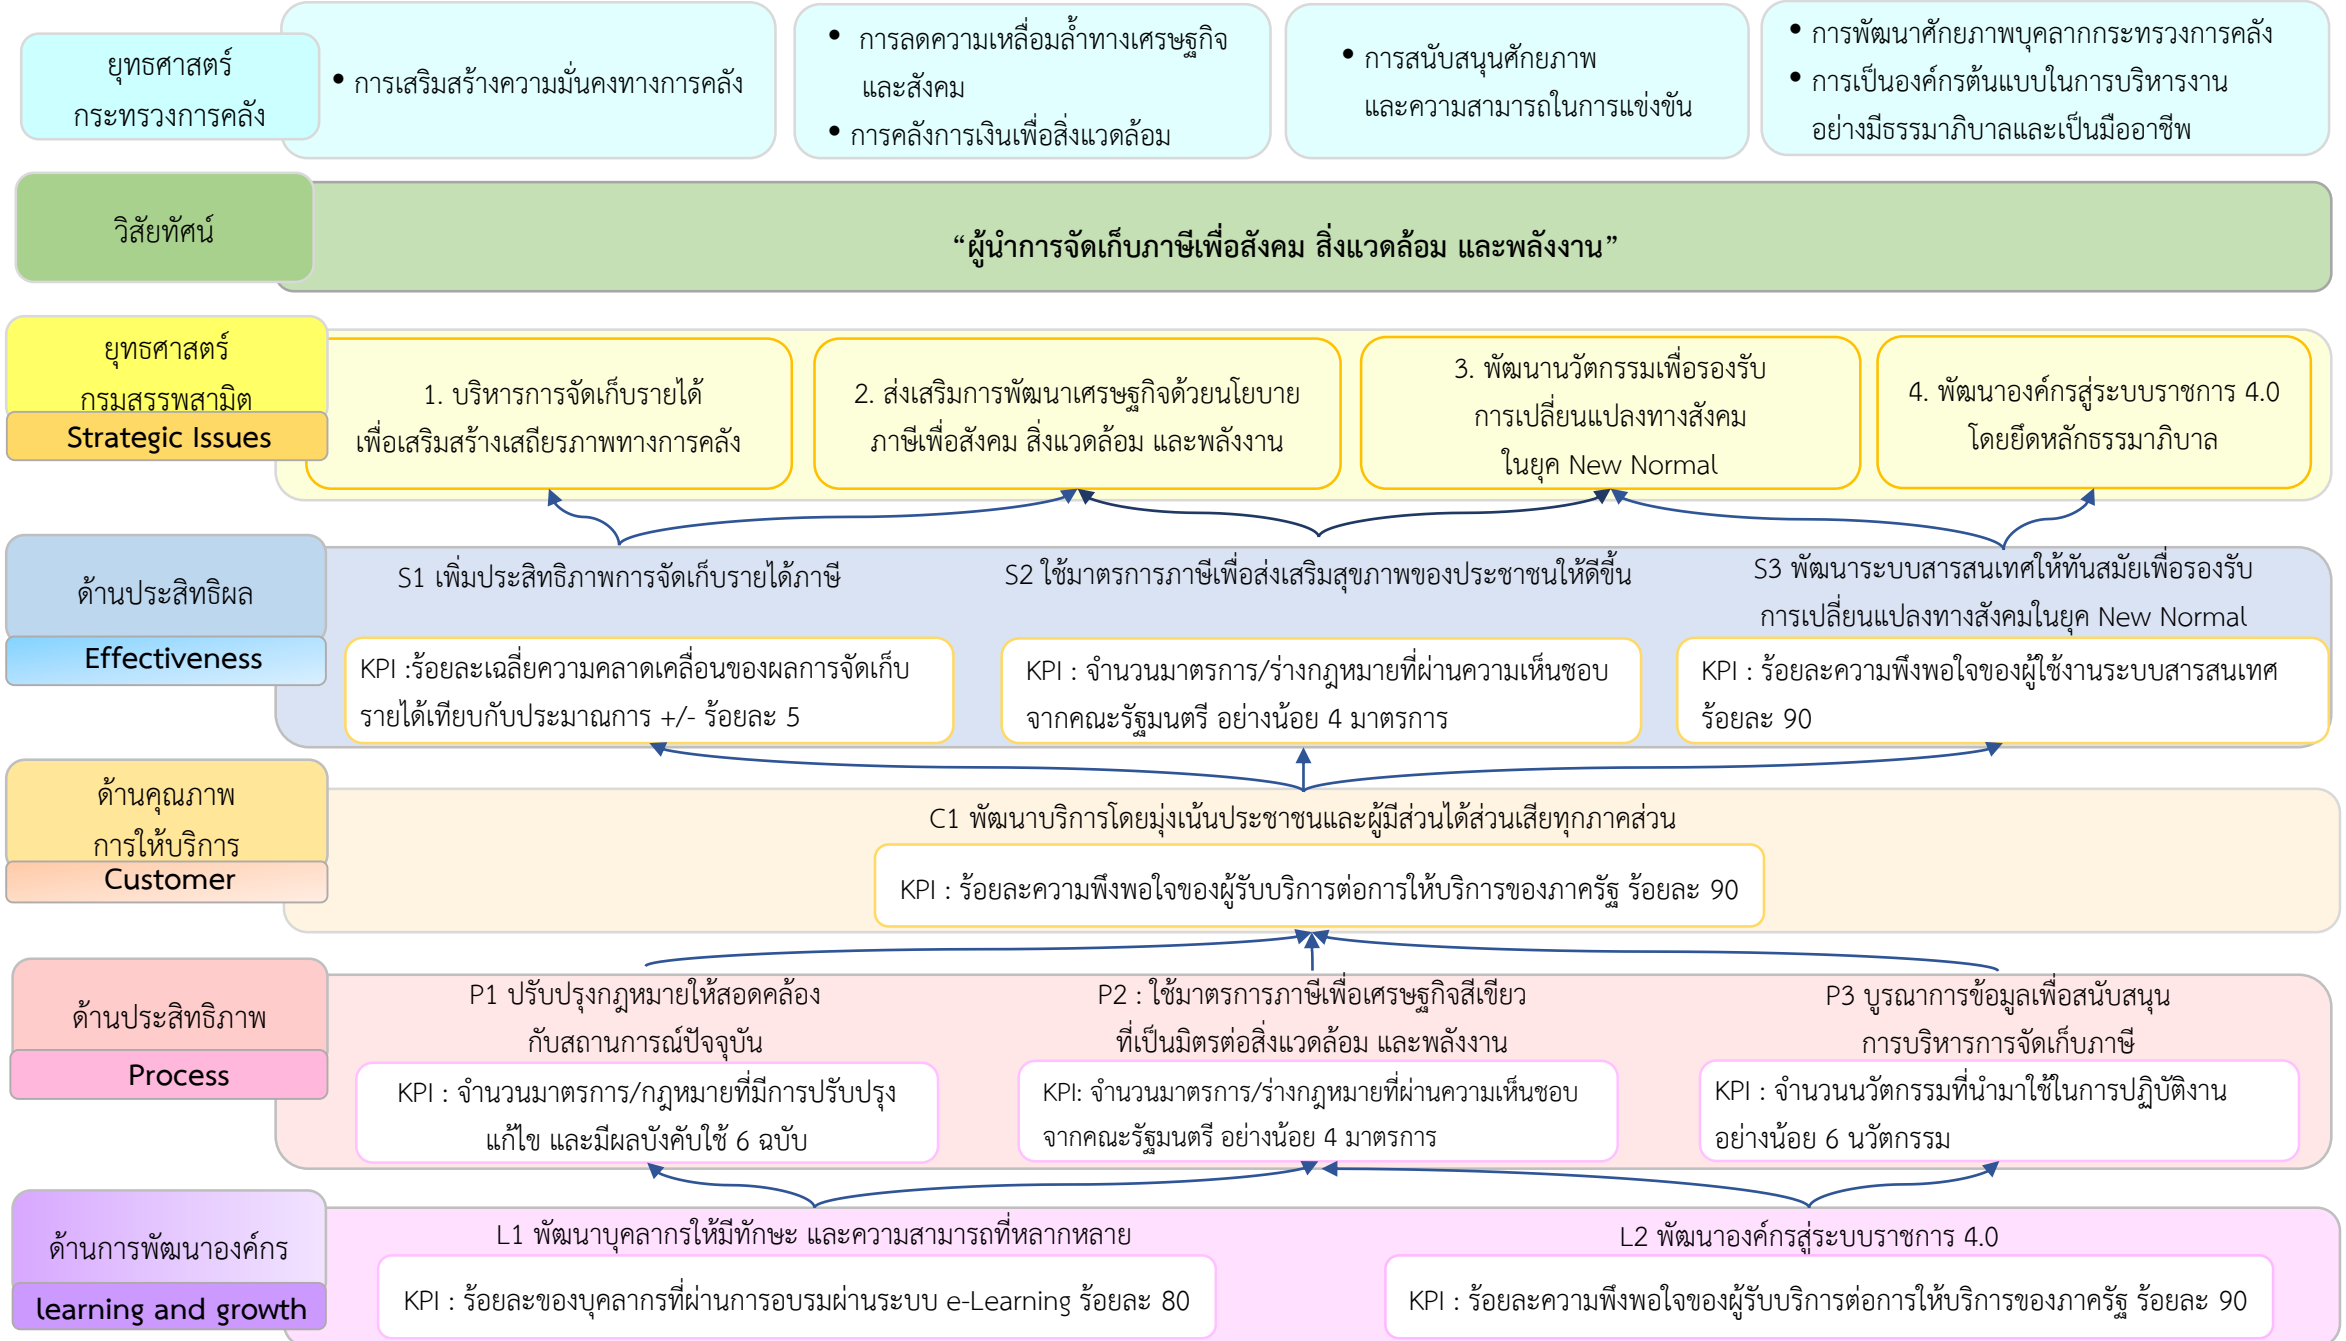 ยุทธศาสตร์
กระทรวงการคลัง
• การเสริมสร้างความมั่นคงทางการคลัง
• การลดความเหลื่อมล้ำทางเศรษฐกิจ
และสังคม
• การคลังการเงินเพื่อสิ่งแวดล้อม
• การสนับสนุนศักยภาพ
และความสามารถในการแข่งขัน
• การพัฒนาศักยภาพบุคลากกระทรวงการคลัง
• การเป็นองค์กรต้นแบบในการบริหารงาน
อย่างมีธรรมาภิบาลและเป็นมืออาชีพ
วิสัยทัศน์
“ผู้นำการจัดเก็บภาษีเพื่อสังคม สิ่งแวดล้อม และพลังงาน”
ยุทธศาสตร์
กรมสรรพสามิต
Strategic Issues
1. บริหารการจัดเก็บรายได้
เพื่อเสริมสร้างเสถียรภาพทางการคลัง
2. ส่งเสริมการพัฒนาเศรษฐกิจด้วยนโยบาย
ภาษีเพื่อสังคม สิ่งแวดล้อม และพลังงาน
3. พัฒนานวัตกรรมเพื่อรองรับ
การเปลี่ยนแปลงทางสังคม
ในยุค New Normal
4. พัฒนาองค์กรสู่ระบบราชการ 4.0
โดยยึดหลักธรรมาภิบาล
ด้านประสิทธิผล
Effectiveness
S1 เพิ่มประสิทธิภาพการจัดเก็บรายได้ภาษี
KPI :ร้อยละเฉลี่ยความคลาดเคลื่อนของผลการจัดเก็บ
รายได้เทียบกับประมาณการ +/- ร้อยละ 5
S2 ใช้มาตรการภาษีเพื่อส่งเสริมสุขภาพของประชาชนให้ดีขึ้น
KPI : จำนวนมาตรการ/ร่างกฎหมายที่ผ่านความเห็นชอบ
จากคณะรัฐมนตรี อย่างน้อย 4 มาตรการ
S3 พัฒนาระบบสารสนเทศให้ทันสมัยเพื่อรองรับ
การเปลี่ยนแปลงทางสังคมในยุค New Normal
KPI : ร้อยละความพึงพอใจของผู้ใช้งานระบบสารสนเทศ
ร้อยละ 90
ด้านคุณภาพ
การให้บริการ
Customer
C1 พัฒนาบริการโดยมุ่งเน้นประชาชนและผู้มีส่วนได้ส่วนเสียทุกภาคส่วน
KPI : ร้อยละความพึงพอใจของผู้รับบริการต่อการให้บริการของภาครัฐ ร้อยละ 90
ด้านประสิทธิภาพ
Process
P1 ปรับปรุงกฎหมายให้สอดคล้อง
กับสถานการณ์ปัจจุบัน
KPI : จำนวนมาตรการ/กฎหมายที่มีการปรับปรุง
แก้ไข และมีผลบังคับใช้ 6 ฉบับ
P2 : ใช้มาตรการภาษีเพื่อเศรษฐกิจสีเขียว
ที่เป็นมิตรต่อสิ่งแวดล้อม และพลังงาน
KPI: จำนวนมาตรการ/ร่างกฎหมายที่ผ่านความเห็นชอบ
จากคณะรัฐมนตรี อย่างน้อย 4 มาตรการ
P3 บูรณาการข้อมูลเพื่อสนับสนุน
การบริหารการจัดเก็บภาษี
KPI : จำนวนนวัตกรรมที่นำมาใช้ในการปฏิบัติงาน
อย่างน้อย 6 นวัตกรรม
ด้านการพัฒนาองค์กร
learning and growth
L1 พัฒนาบุคลากรให้มีทักษะ และความสามารถที่หลากหลาย
KPI : ร้อยละของบุคลากรที่ผ่านการอบรมผ่านระบบ e-Learning ร้อยละ 80
L2 พัฒนาองค์กรสู่ระบบราชการ 4.0
KPI : ร้อยละความพึงพอใจของผู้รับบริการต่อการให้บริการของภาครัฐ ร้อยละ 90